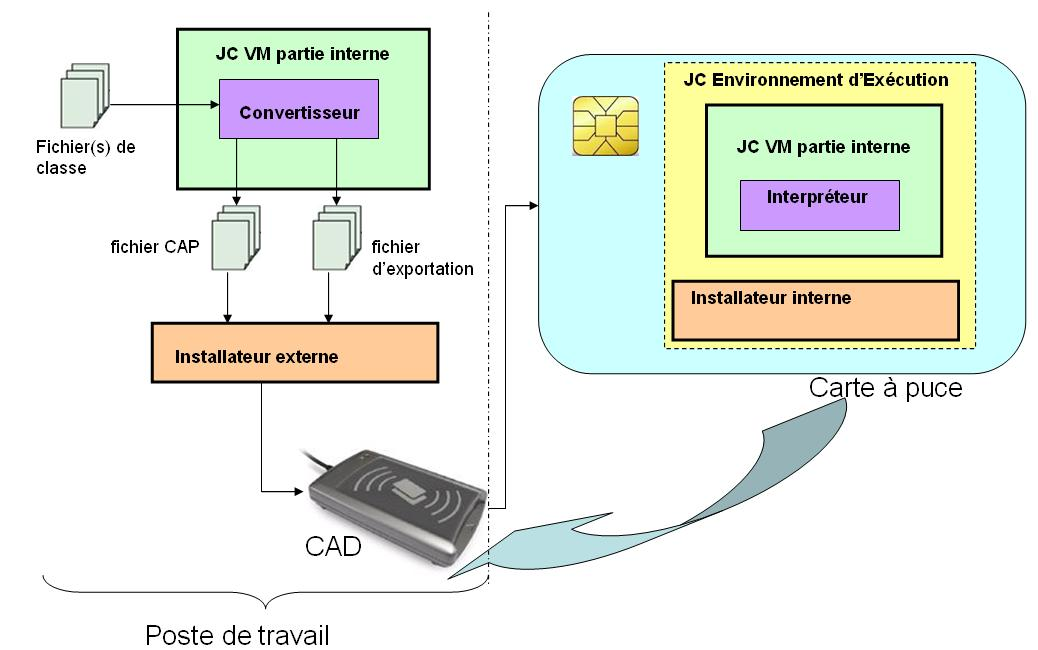 JC VM partie interne
Convertisseur
Fichier(s) de
classe
fichier CAP
fichier
d'exportation
Installateur externe
CAD
Poste de travail
JC Environnement d'Exécution
JC VM partie interne
Interpréteur
Installateur interne
Carte à puce